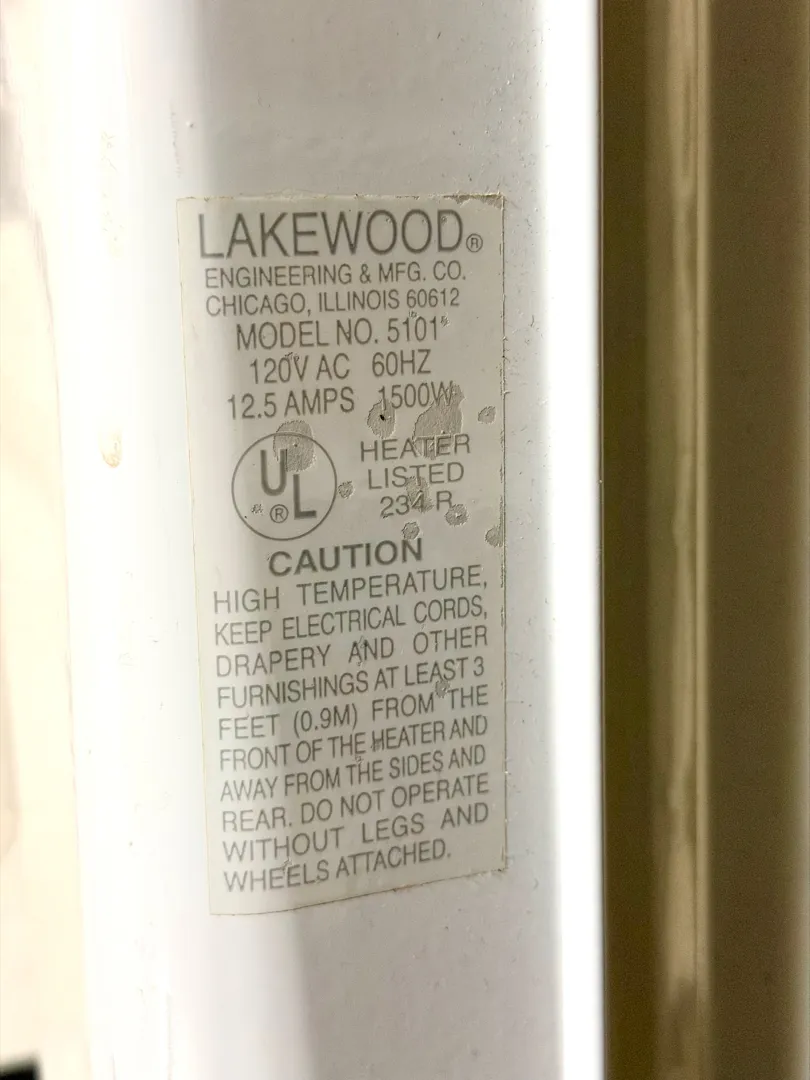 LAKEWOOD®
ENGINEERING & MFG. CO.
CHICAGO, ILLINOIS 60612
MODEL NO. 5101
120V AC 60HZ
12.5 AMPS 1500W
UL®
HEATER
LISTED
234 R
CAUTION
HIGH TEMPERATURE,
KEEP ELECTRICAL CORDS,
DRAPERY AND OTHER
FURNISHINGS AT LEAST 3
FEET (0.9M) FROM THE
FRONT OF THE HEATER AND
AWAY FROM THE SIDES AND
REAR. DO NOT OPERATE
WITHOUT LEGS AND
WHEELS ATTACHED.